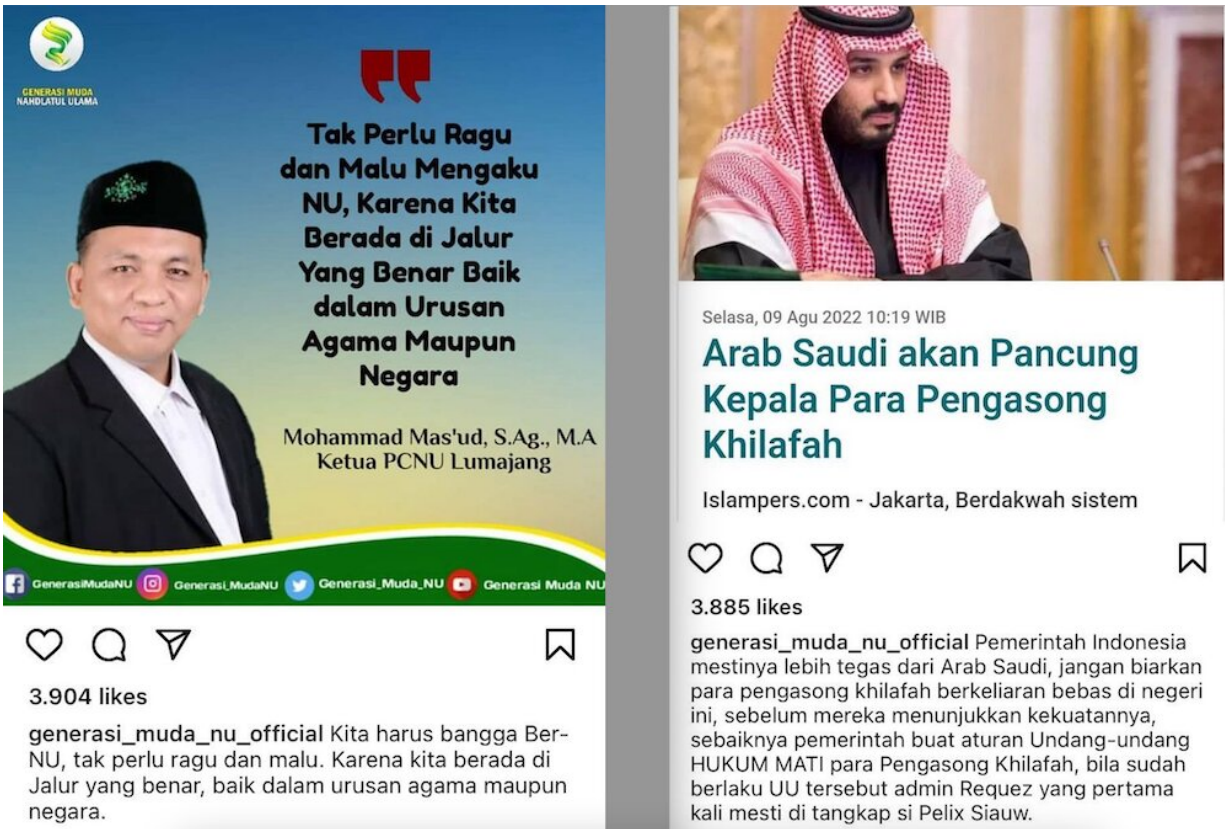 GENERASI MUDA
NAHDLATUL ULAMA
Tak Perlu Ragu
dan Malu Mengaku
NU, Karena Kita
Berada di Jalur
Yang Benar Baik
dalam Urusan
Agama Maupun
Negara
Mohammad Mas'ud, S.Ag., M.A
Ketua PCNU Lumajang
GenerasiMudaNU Generasi_MudaNU Generasi_Muda_NU Generasi Muda NU
3.904 likes
generasi_muda_nu_official Kita harus bangga Ber-
NU, tak perlu ragu dan malu. Karena kita berada di
Jalur yang benar, baik dalam urusan agama maupun
negara.
Selasa, 09 Agu 2022 10:19 WIB
Arab Saudi akan Pancung
Kepala Para Pengasong
Khilafah
Islampers.com - Jakarta, Berdakwah sistem
3.885 likes
generasi_muda_nu_official Pemerintah Indonesia
mestinya lebih tegas dari Arab Saudi, jangan biarkan
para pengasong khilafah berkeliaran bebas di negeri
ini, sebelum mereka menunjukkan kekuatannya,
sebaiknya pemerintah buat aturan Undang-undang
HUKUM MATI para Pengasong Khilafah, bila sudah
berlaku UU tersebut admin Requez yang pertama
kali mesti di tangkap si Pelix Siauw.